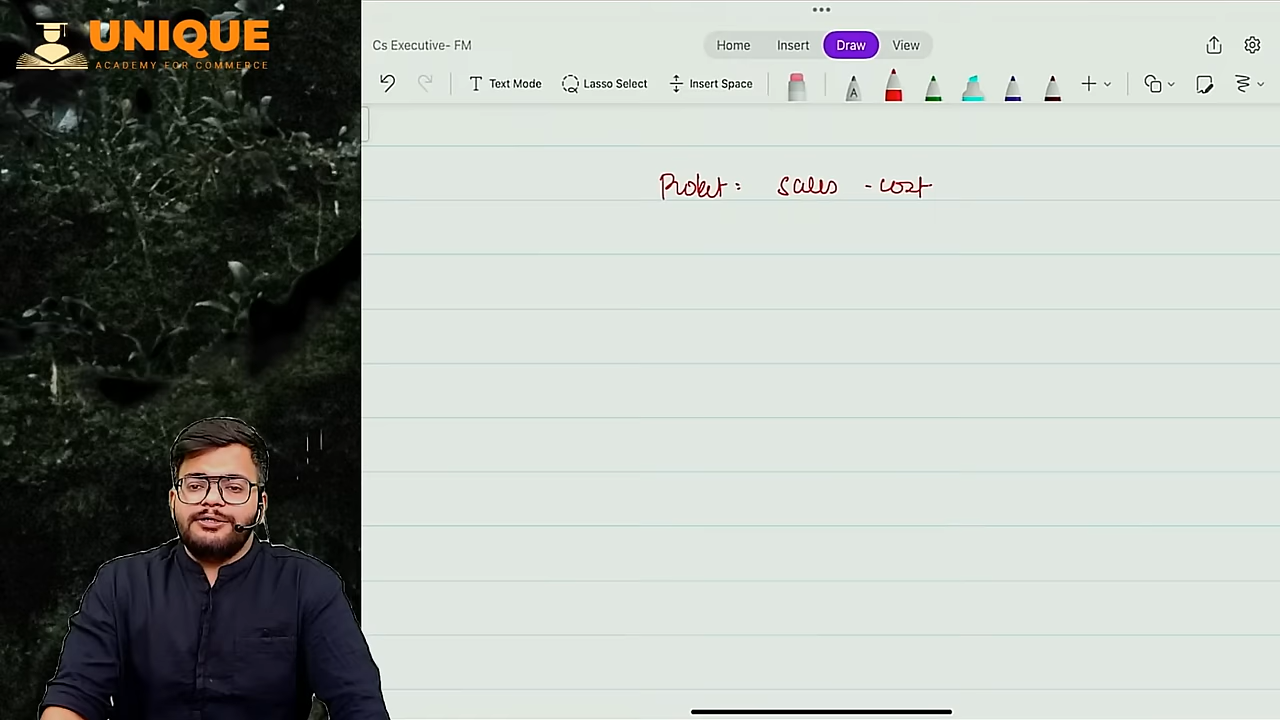 UNIQUE
ACADEMY FOR COMMERCE
Cs Executive- FM
Home Insert Draw View
Text Mode Lasso Select Insert Space A
Profit: Sales - cost